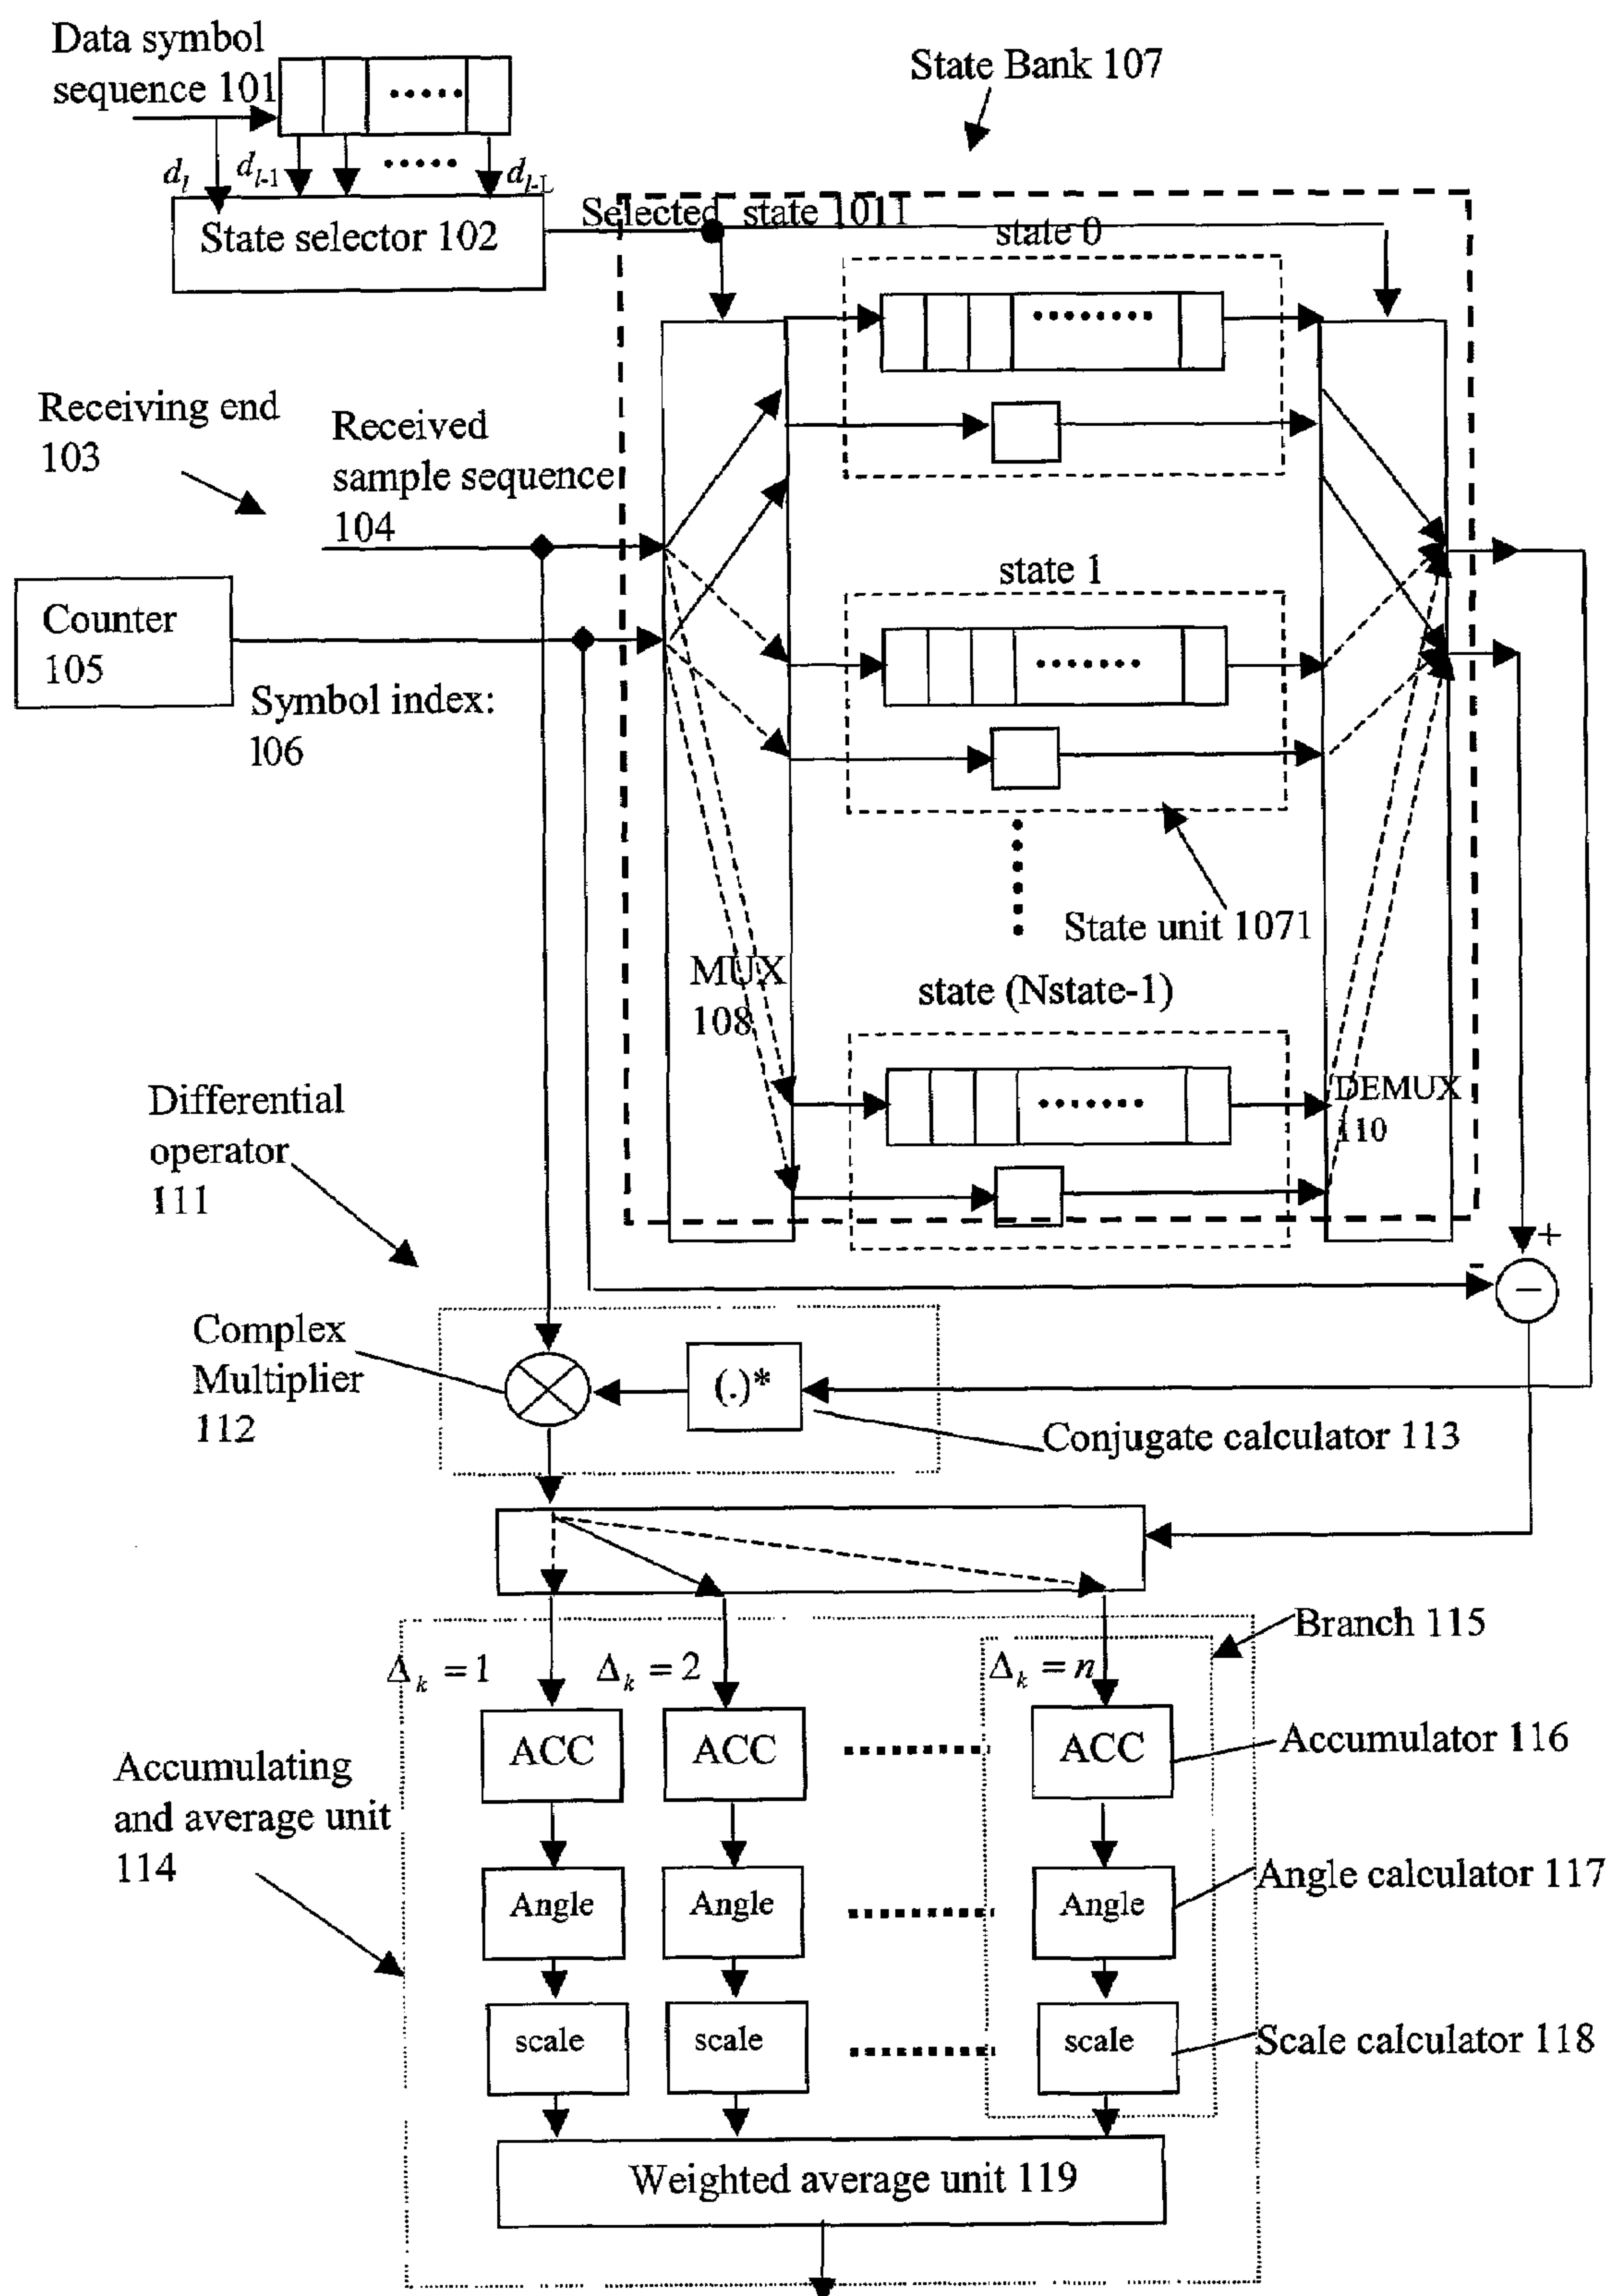 Data symbol
sequence 101
State Bank 107
d_l d_{l-1} d_{l-L}
State selector 102
Selected state 1011
state 0
Receiving end
103
Received
sample sequence
104
state 1
Counter
105
Symbol index:
106
State unit 1071
MUX
108
state (Nstate-1)
DEMUX
110
Differential
operator
111
+
-
−
Complex
Multiplier
112
(.)*
Conjugate calculator 113
Branch 115
Δ_k = 1 Δ_k = 2 Δ_k = n
ACC ACC ACC
Accumulator 116
Accumulating
and average unit
114
Angle Angle Angle
Angle calculator 117
scale scale scale
Scale calculator 118
Weighted average unit 119